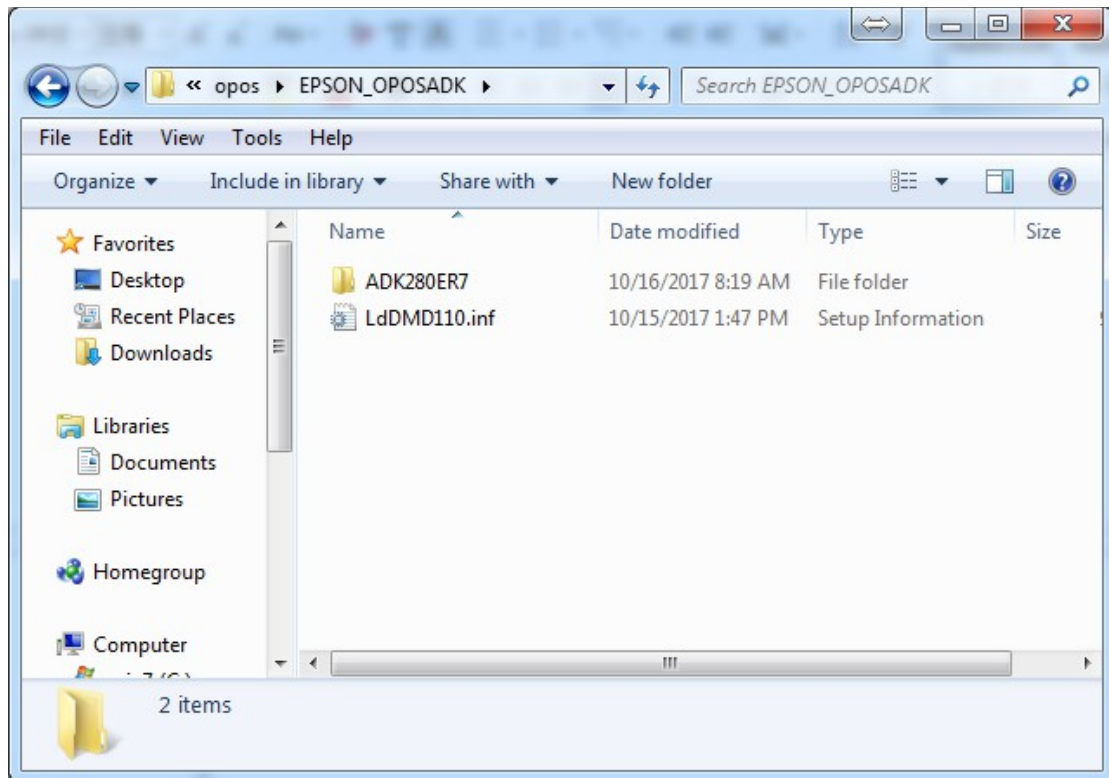 « opos ▸ EPSON_OPOSADK ▸ Search EPSON_OPOSADK
File Edit View Tools Help
Organize ▾ Include in library ▾ Share with ▾ New folder
Name Date modified Type Size
Favorites
Desktop
Recent Places
Downloads
Libraries
Documents
Pictures
Homegroup
Computer
ADK280ER7 10/16/2017 8:19 AM File folder
LdDMD110.inf 10/15/2017 1:47 PM Setup Information
2 items